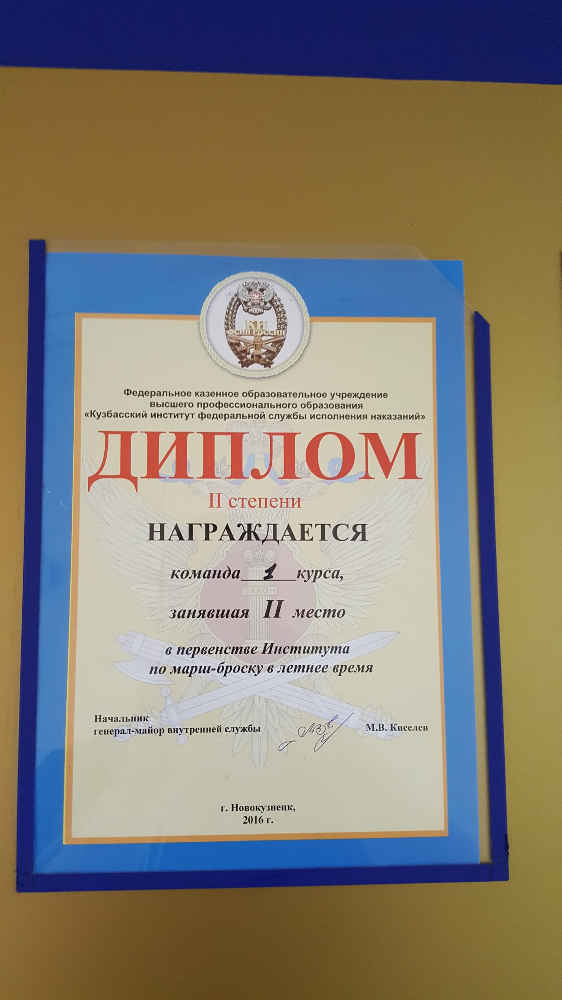 КИ
ФСИН РОССИИ
Федеральное казенное образовательное учреждение
высшего профессионального образования
«Кузбасский институт федеральной службы исполнения наказаний»
ДИПЛОМ
II степени
НАГРАЖДАЕТСЯ
команда 1 курса,
ЗАКОН
занявшая II место
в первенстве Института
по марш-броску в летнее время
Начальник
генерал-майор внутренней службы М.В. Киселев
г. Новокузнецк,
2016 г.